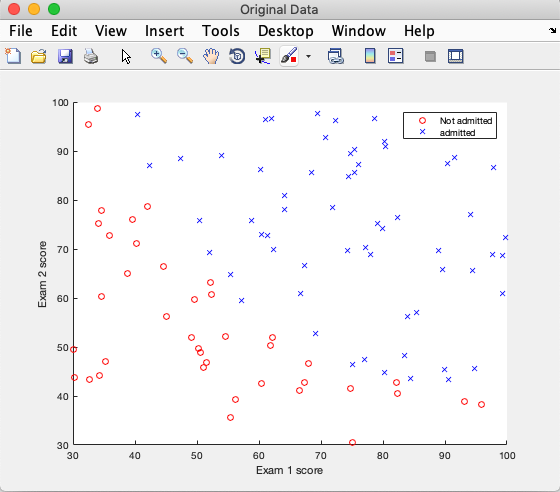 Original Data
File Edit View Insert Tools Desktop Window Help
100
90
80
70
60
50
40
30
30 40 50 60 70 80 90 100
Exam 2 score
Exam 1 score
Not admitted
admitted